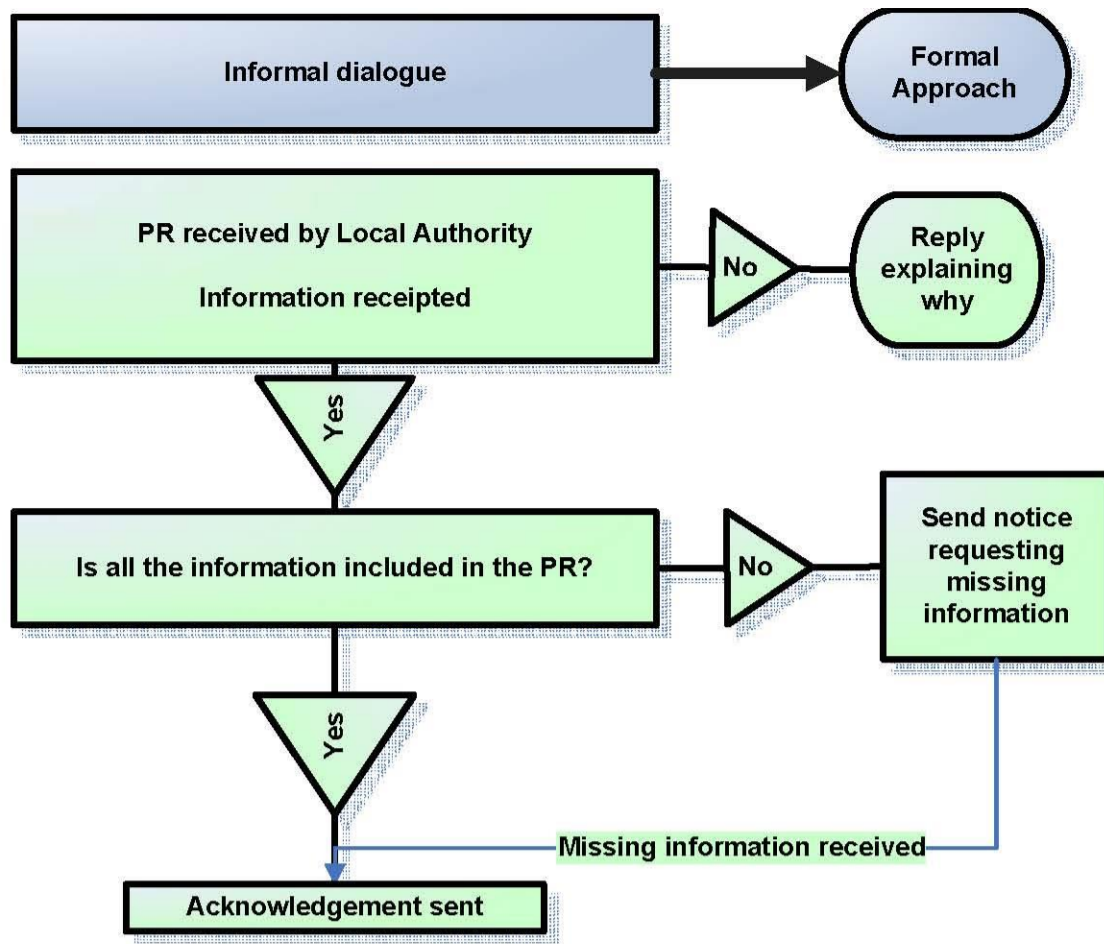 Informal dialogue
Formal
Approach
PR received by Local Authority
Information receipted
No
Reply
explaining
why
Yes
Is all the information included in the PR?
No
Send notice
requesting
missing
information
Yes
Missing information received
Acknowledgement sent